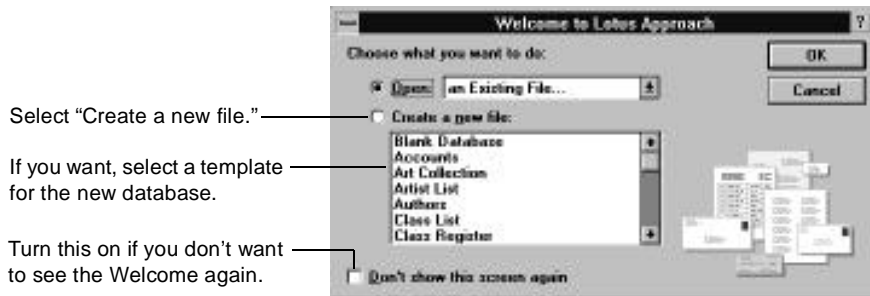 Welcome to Lotus Approach
?
Choose what you want to do:
OK
Open:
an Existing File...
Cancel
Select “Create a new file.”
Create a new file:
Blank Database
If you want, select a template
for the new database.
Accounts
Art Collection
Artist List
Authors
Class List
Class Register
Turn this on if you don’t want
to see the Welcome again.
Don't show this screen again